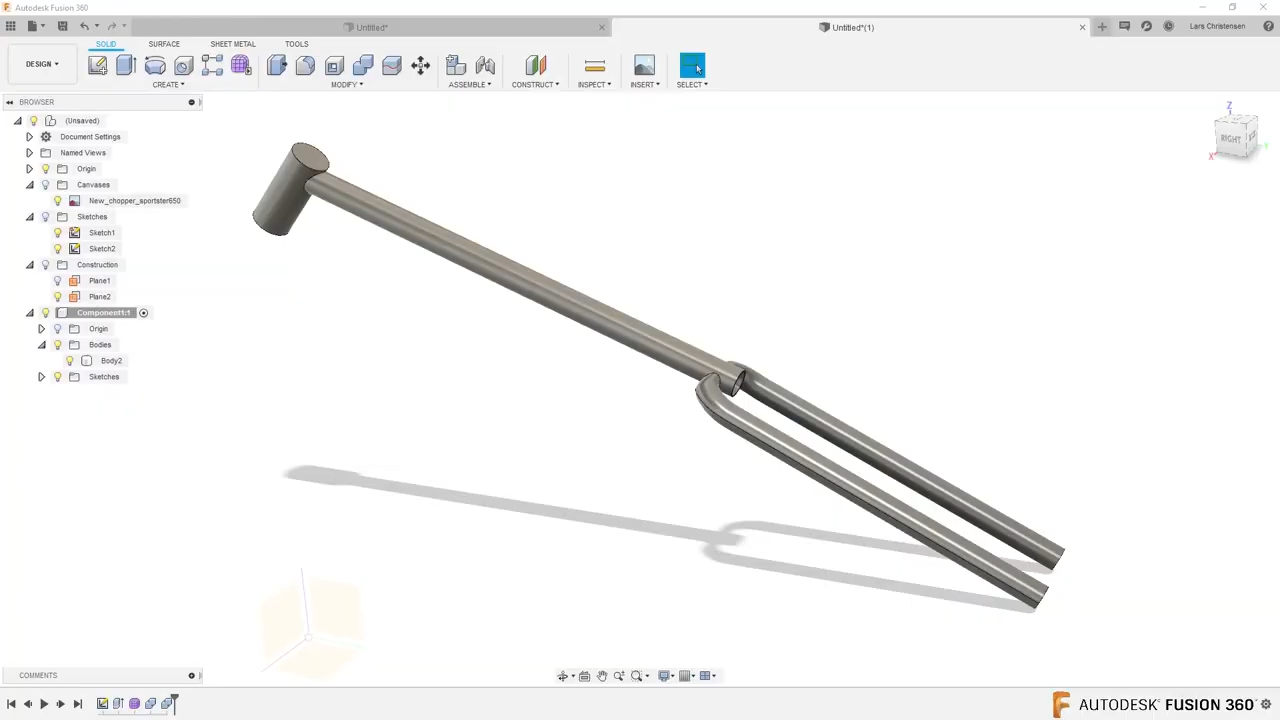 Autodesk Fusion 360
Untitled*
Untitled*(1)
Lars Christensen
SOLID
SURFACE
SHEET METAL
TOOLS
DESIGN
CREATE
MODIFY
ASSEMBLE
CONSTRUCT
INSPECT
INSERT
SELECT
BROWSER
(Unsaved)
Document Settings
Named Views
Origin
Canvases
New_chopper_sportster650
Sketches
Sketch1
Sketch2
Construction
Plane1
Plane2
Component1:1
Origin
Bodies
Body2
Sketches
Z
RIGHT
X
Y
COMMENTS
AUTODESK® FUSION 360°